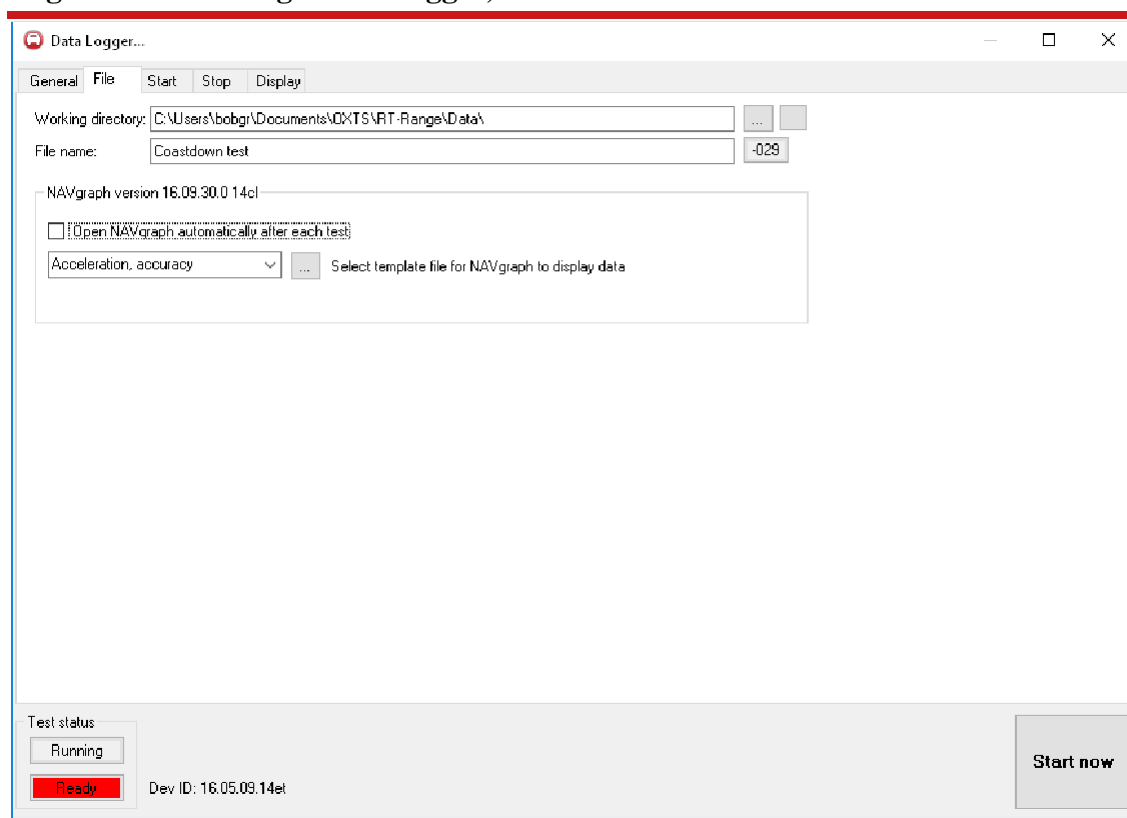 Data Logger...
General File Start Stop Display
Working directory: C:\Users\bobgr\Documents\OXTS\RT-Range\Data\ ...
File name: Coastdown test -029
NAVgraph version 16.09.30.0 14cl
Open NAVgraph automatically after each test
Acceleration, accuracy ... Select template file for NAVgraph to display data
Test status
Running
Ready Dev ID: 16.05.09.14et
Start now